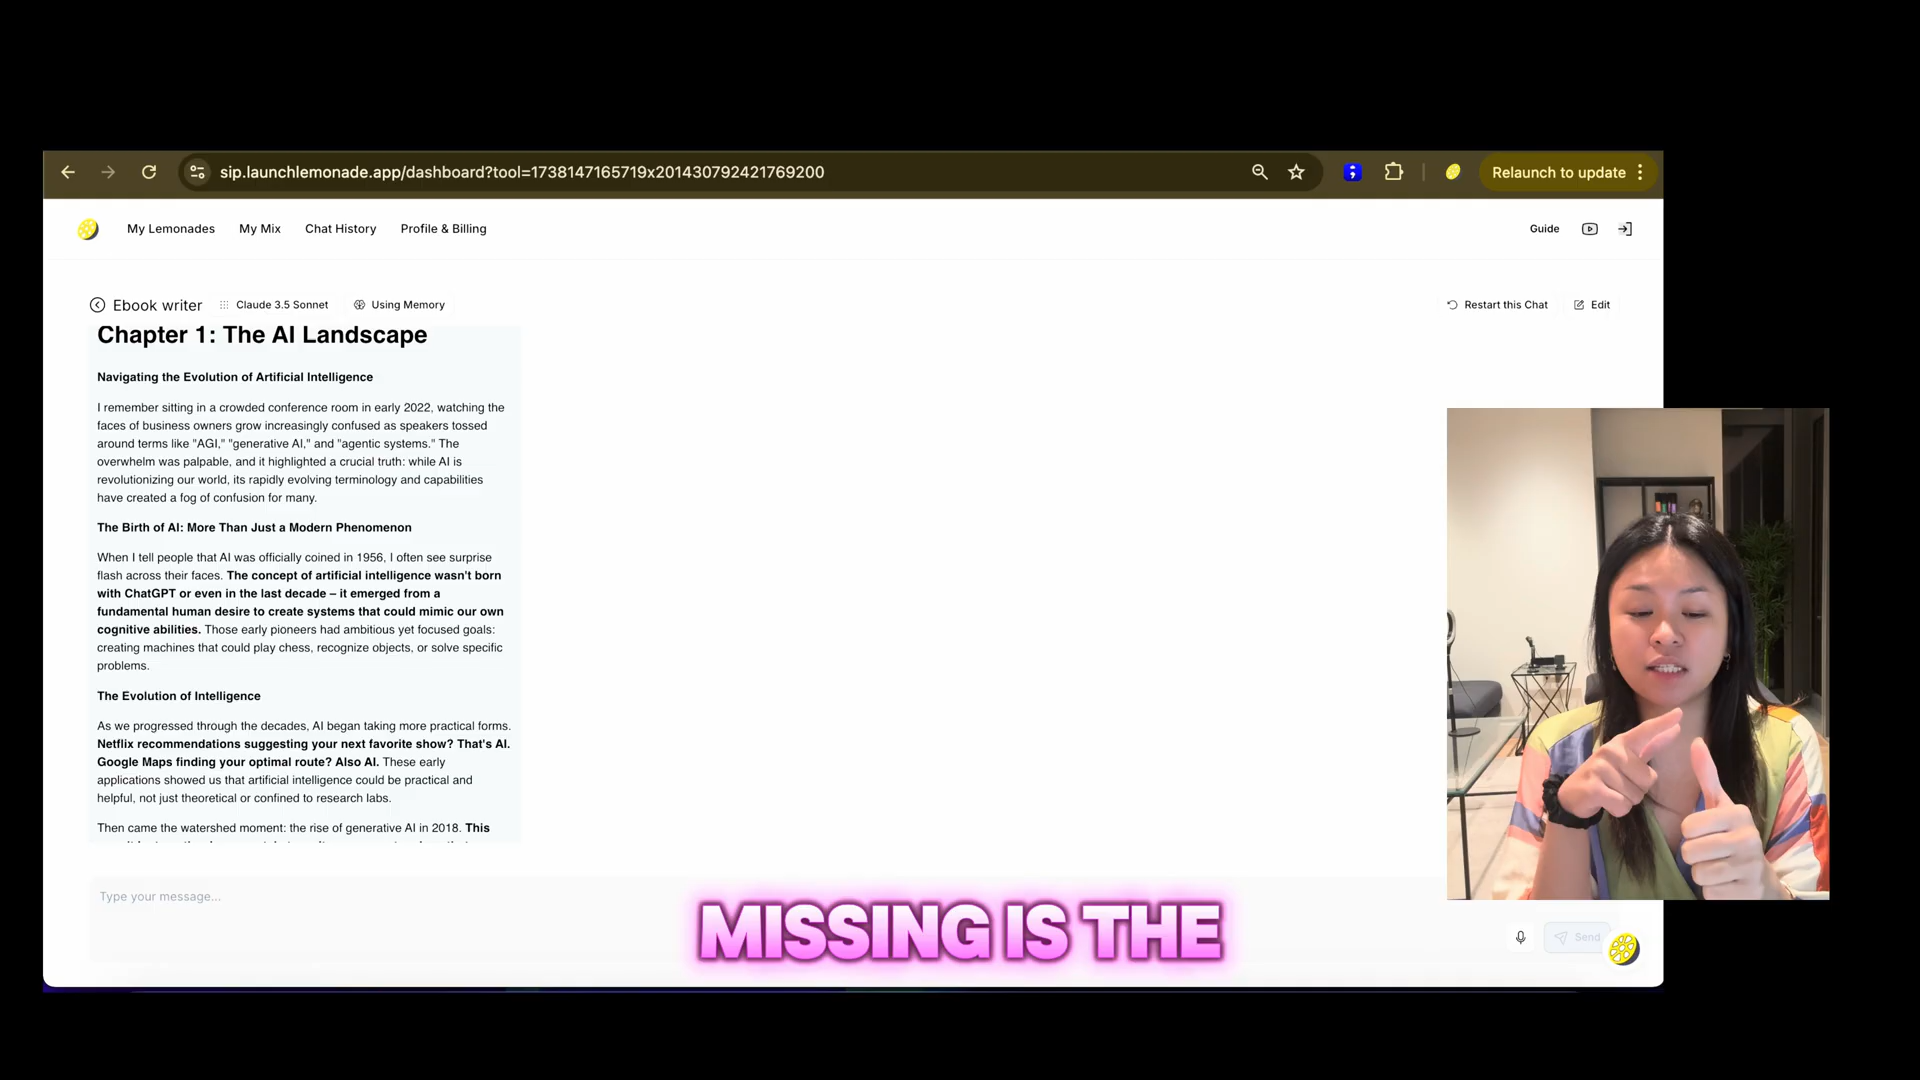 sip.launchlemonade.app/dashboard?tool=1738147165719x201430792421769200
Relaunch to update
My Lemonades
My Mix
Chat History
Profile & Billing
Guide
Ebook writer
Claude 3.5 Sonnet
Using Memory
Restart this Chat
Edit
Chapter 1: The AI Landscape
Navigating the Evolution of Artificial Intelligence
I remember sitting in a crowded conference room in early 2022, watching the
faces of business owners grow increasingly confused as speakers tossed
around terms like "AGI," "generative AI," and "agentic systems." The
overwhelm was palpable, and it highlighted a crucial truth: while AI is
revolutionizing our world, its rapidly evolving terminology and capabilities
have created a fog of confusion for many.
The Birth of AI: More Than Just a Modern Phenomenon
When I tell people that AI was officially coined in 1956, I often see surprise
flash across their faces. The concept of artificial intelligence wasn't born
with ChatGPT or even in the last decade – it emerged from a
fundamental human desire to create systems that could mimic our own
cognitive abilities. Those early pioneers had ambitious yet focused goals:
creating machines that could play chess, recognize objects, or solve specific
problems.
The Evolution of Intelligence
As we progressed through the decades, AI began taking more practical forms.
Netflix recommendations suggesting your next favorite show? That's AI.
Google Maps finding your optimal route? Also AI. These early
applications showed us that artificial intelligence could be practical and
helpful, not just theoretical or confined to research labs.
Then came the watershed moment: the rise of generative AI in 2018. This
Type your message...
Send
MISSING IS THE